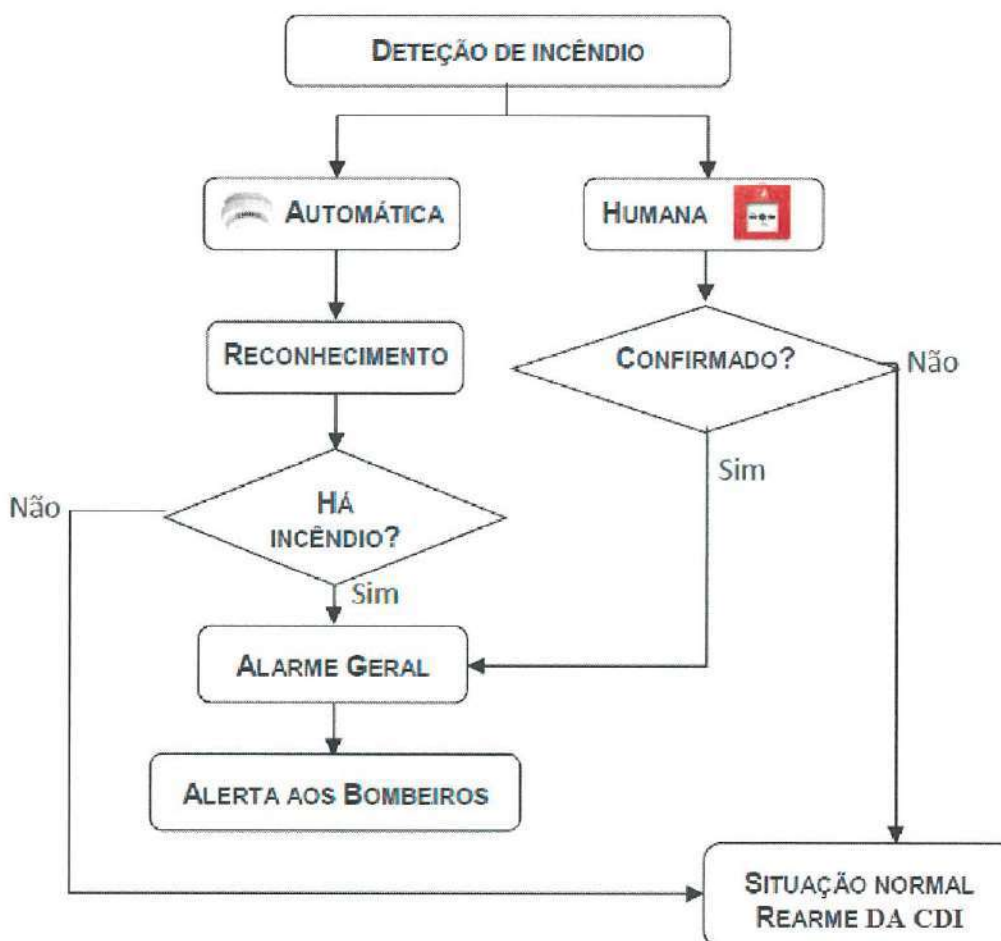 DETEÇÃO DE INCÊNDIO
AUTOMÁTICA
HUMANA
RECONHECIMENTO
CONFIRMADO?
Não
Sim
Não
HÁ
INCÊNDIO?
Sim
ALARME GERAL
ALERTA AOS BOMBEIROS
SITUAÇÃO NORMAL
REARME DA CDI